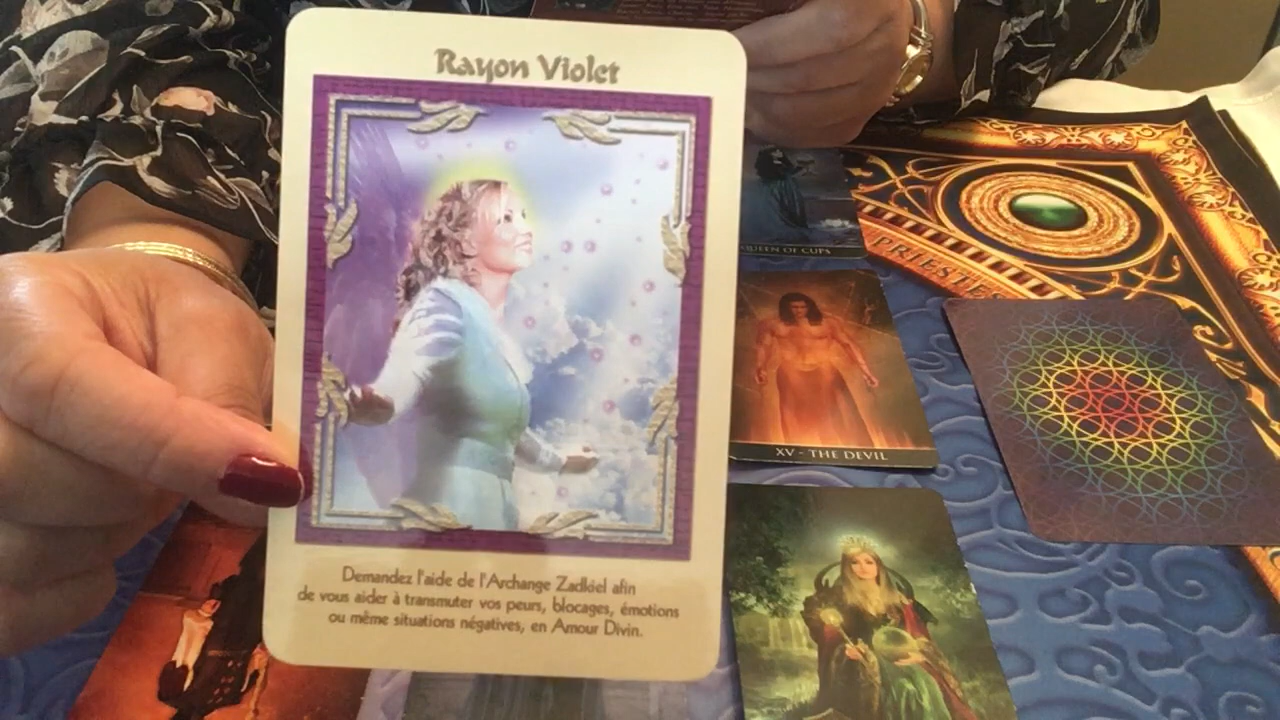 Rayon Violet
Demandez l'aide de l'Archange Zadkiel afin
de vous aider à transmuter vos peurs, blocages, émotions
ou même situations négatives, en Amour Divin.
QUEEN OF CUPS
PRIESTESS
XV - THE DEVIL